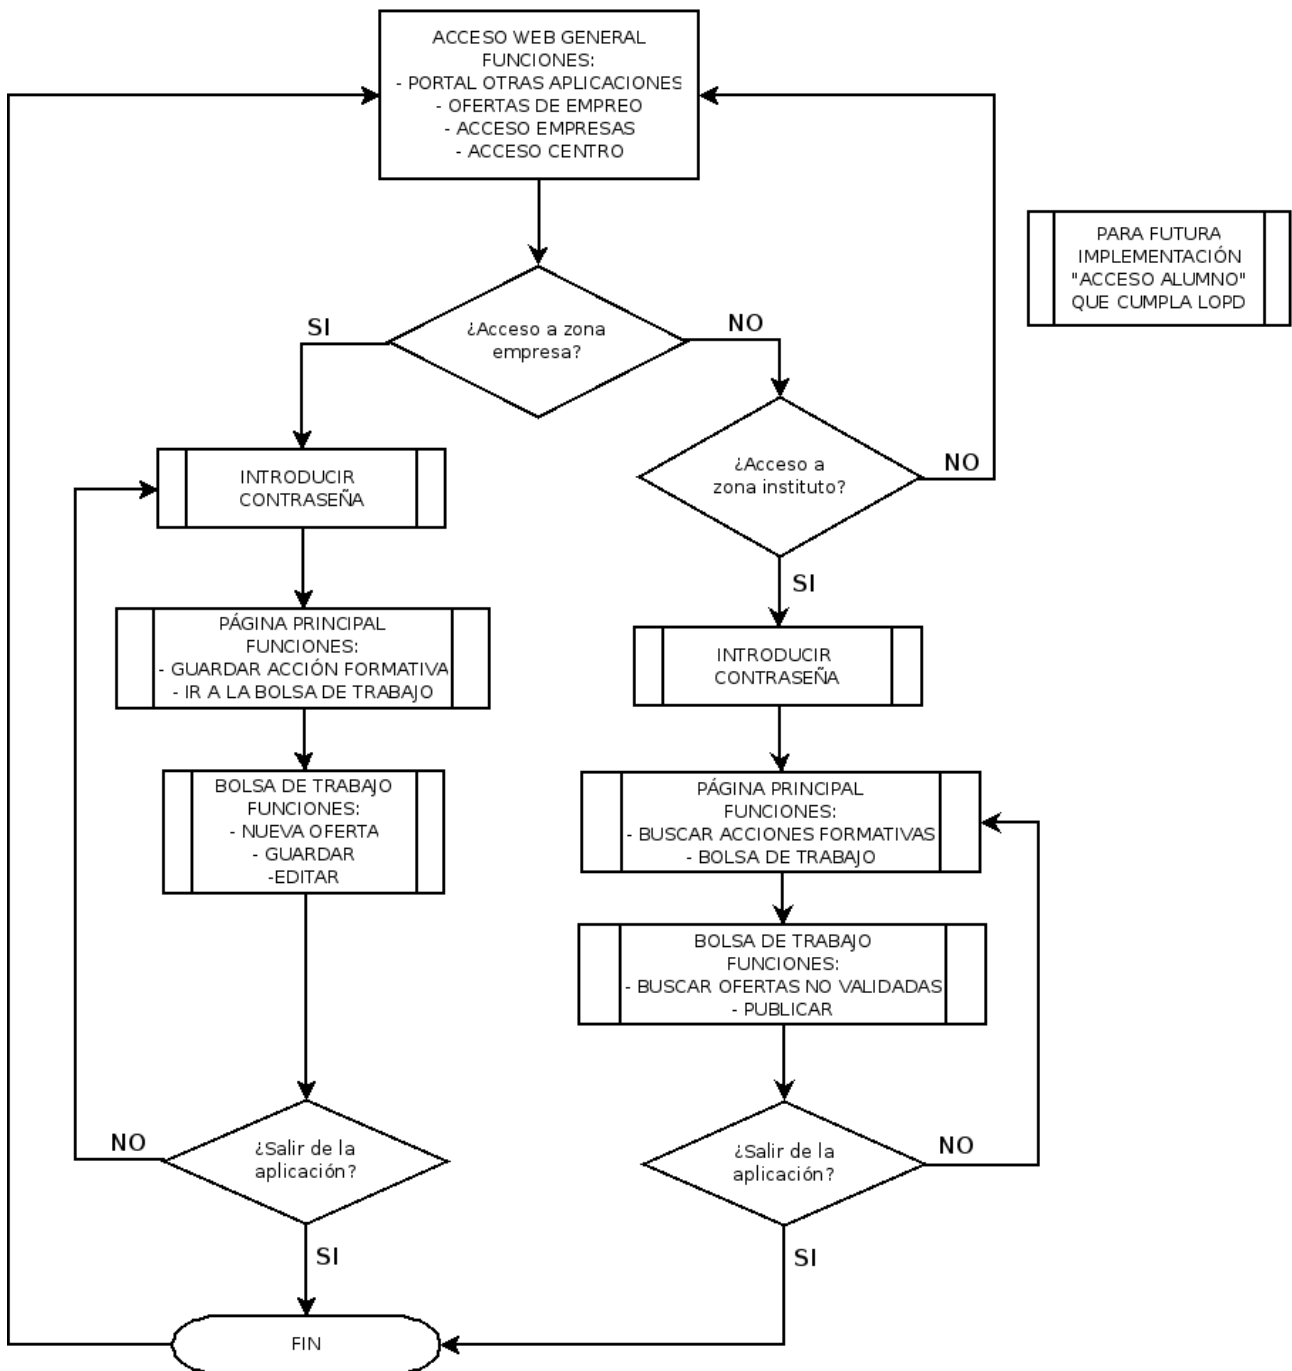 ACCESO WEB GENERAL
FUNCIONES:
- PORTAL OTRAS APLICACIONES
- OFERTAS DE EMPREO
- ACCESO EMPRESAS
- ACCESO CENTRO
PARA FUTURA
IMPLEMENTACIÓN
"ACCESO ALUMNO"
QUE CUMPLA LOPD
¿Acceso a zona
empresa?
SI
NO
¿Acceso a
zona instituto?
NO
SI
INTRODUCIR
CONTRASEÑA
PÁGINA PRINCIPAL
FUNCIONES:
- GUARDAR ACCIÓN FORMATIVA
- IR A LA BOLSA DE TRABAJO
BOLSA DE TRABAJO
FUNCIONES:
- NUEVA OFERTA
- GUARDAR
-EDITAR
¿Salir de la
aplicación?
NO
SI
INTRODUCIR
CONTRASEÑA
PÁGINA PRINCIPAL
FUNCIONES:
- BUSCAR ACCIONES FORMATIVAS
- BOLSA DE TRABAJO
BOLSA DE TRABAJO
FUNCIONES:
- BUSCAR OFERTAS NO VALIDADAS
- PUBLICAR
¿Salir de la
aplicación?
NO
SI
FIN